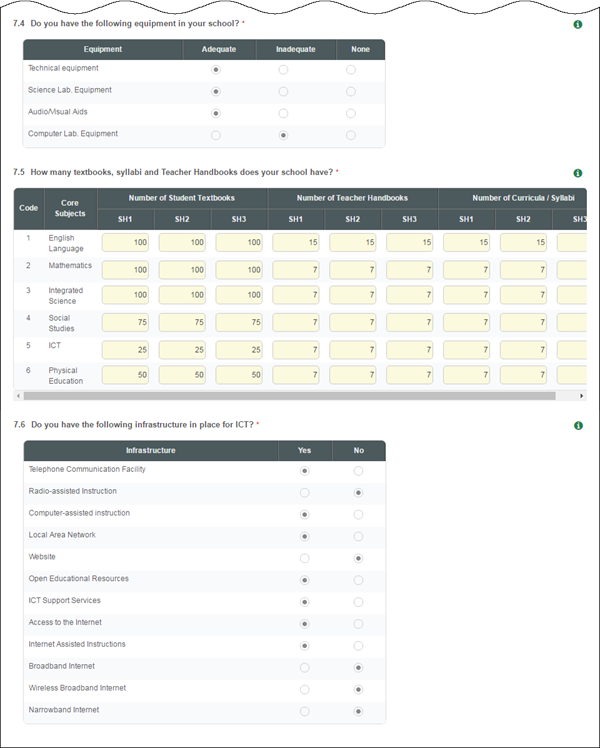 7.4 Do you have the following equipment in your school? *
Equipment Adequate Inadequate None
Technical equipment
Science Lab. Equipment
Audio/Visual Aids
Computer Lab. Equipment
7.5 How many textbooks, syllabi and Teacher Handbooks does your school have? *
Code Core Subjects Number of Student Textbooks Number of Teacher Handbooks Number of Curricula / Syllabi
SH1 SH2 SH3 SH1 SH2 SH3 SH1 SH2 SH3
1 English Language 100 100 100 15 15 15 15 15
2 Mathematics 100 100 100 7 7 7 7 7
3 Integrated Science 100 100 100 7 7 7 7 7
4 Social Studies 75 75 75 7 7 7 7 7
5 ICT 25 25 25 7 7 7 7 7
6 Physical Education 50 50 50 7 7 7 7 7
7.6 Do you have the following infrastructure in place for ICT? *
Infrastructure Yes No
Telephone Communication Facility
Radio-assisted Instruction
Computer-assisted instruction
Local Area Network
Website
Open Educational Resources
ICT Support Services
Access to the Internet
Internet Assisted Instructions
Broadband Internet
Wireless Broadband Internet
Narrowband Internet